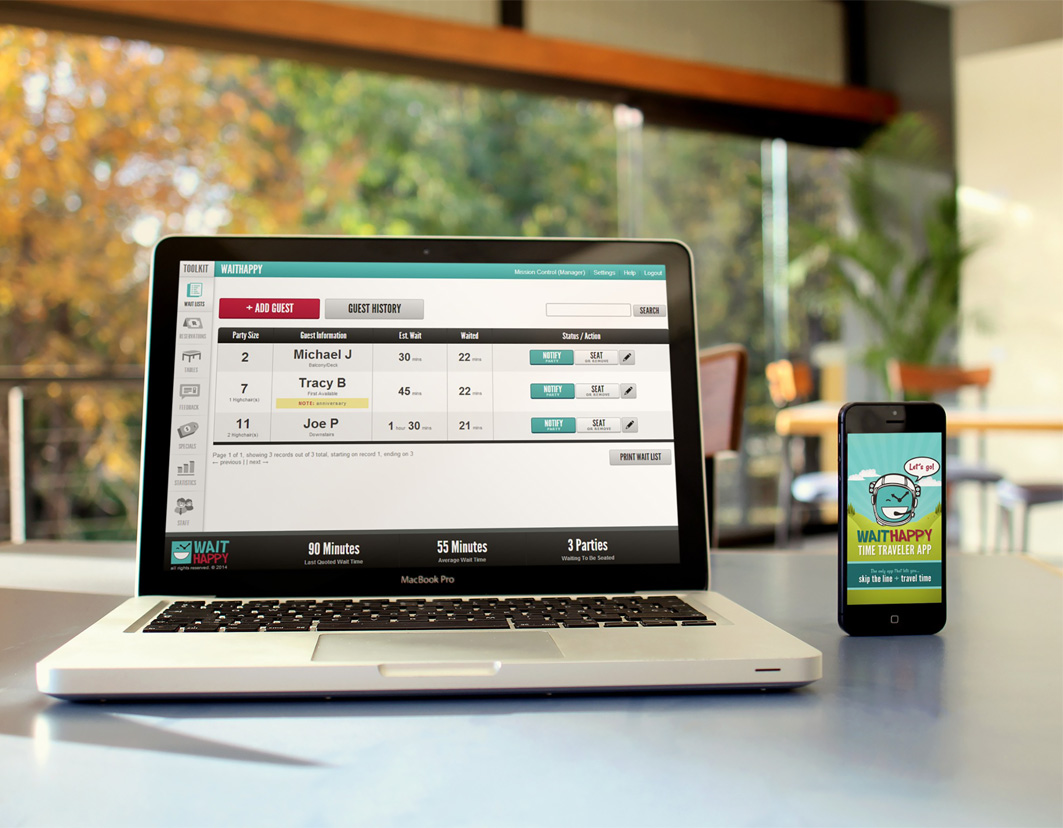 TOOLKIT
WAITHAPPY
Mission Control (Manager)
Settings
Help
Logout
WAIT LISTS
RESERVATIONS
TABLES
FEEDBACK
SPECIALS
STATISTICS
STAFF
+ ADD GUEST
GUEST HISTORY
SEARCH
Party Size
Guest Information
Est. Wait
Waited
Status / Action
2
Michael J
Balcony/Deck
30 mins
22 mins
NOTIFY
PARTY
SEAT
OR REMOVE
7
1 Highchair(s)
Tracy B
First Available
NOTE: anniversary
45 mins
22 mins
NOTIFY
PARTY
SEAT
OR REMOVE
11
2 Highchair(s)
Joe P
Downstairs
1 hour 30 mins
21 mins
NOTIFY
PARTY
SEAT
OR REMOVE
Page 1 of 1, showing 3 records out of 3 total, starting on record 1, ending on 3
← previous | | next →
PRINT WAIT LIST
WAIT
HAPPY
all rights reserved. ® 2014
90 Minutes
Last Quoted Wait Time
55 Minutes
Average Wait Time
3 Parties
Waiting To Be Seated
MacBook Pro
Let's go!
WAITHAPPY
TIME TRAVELER APP
The only app that lets you...
skip the line + travel time